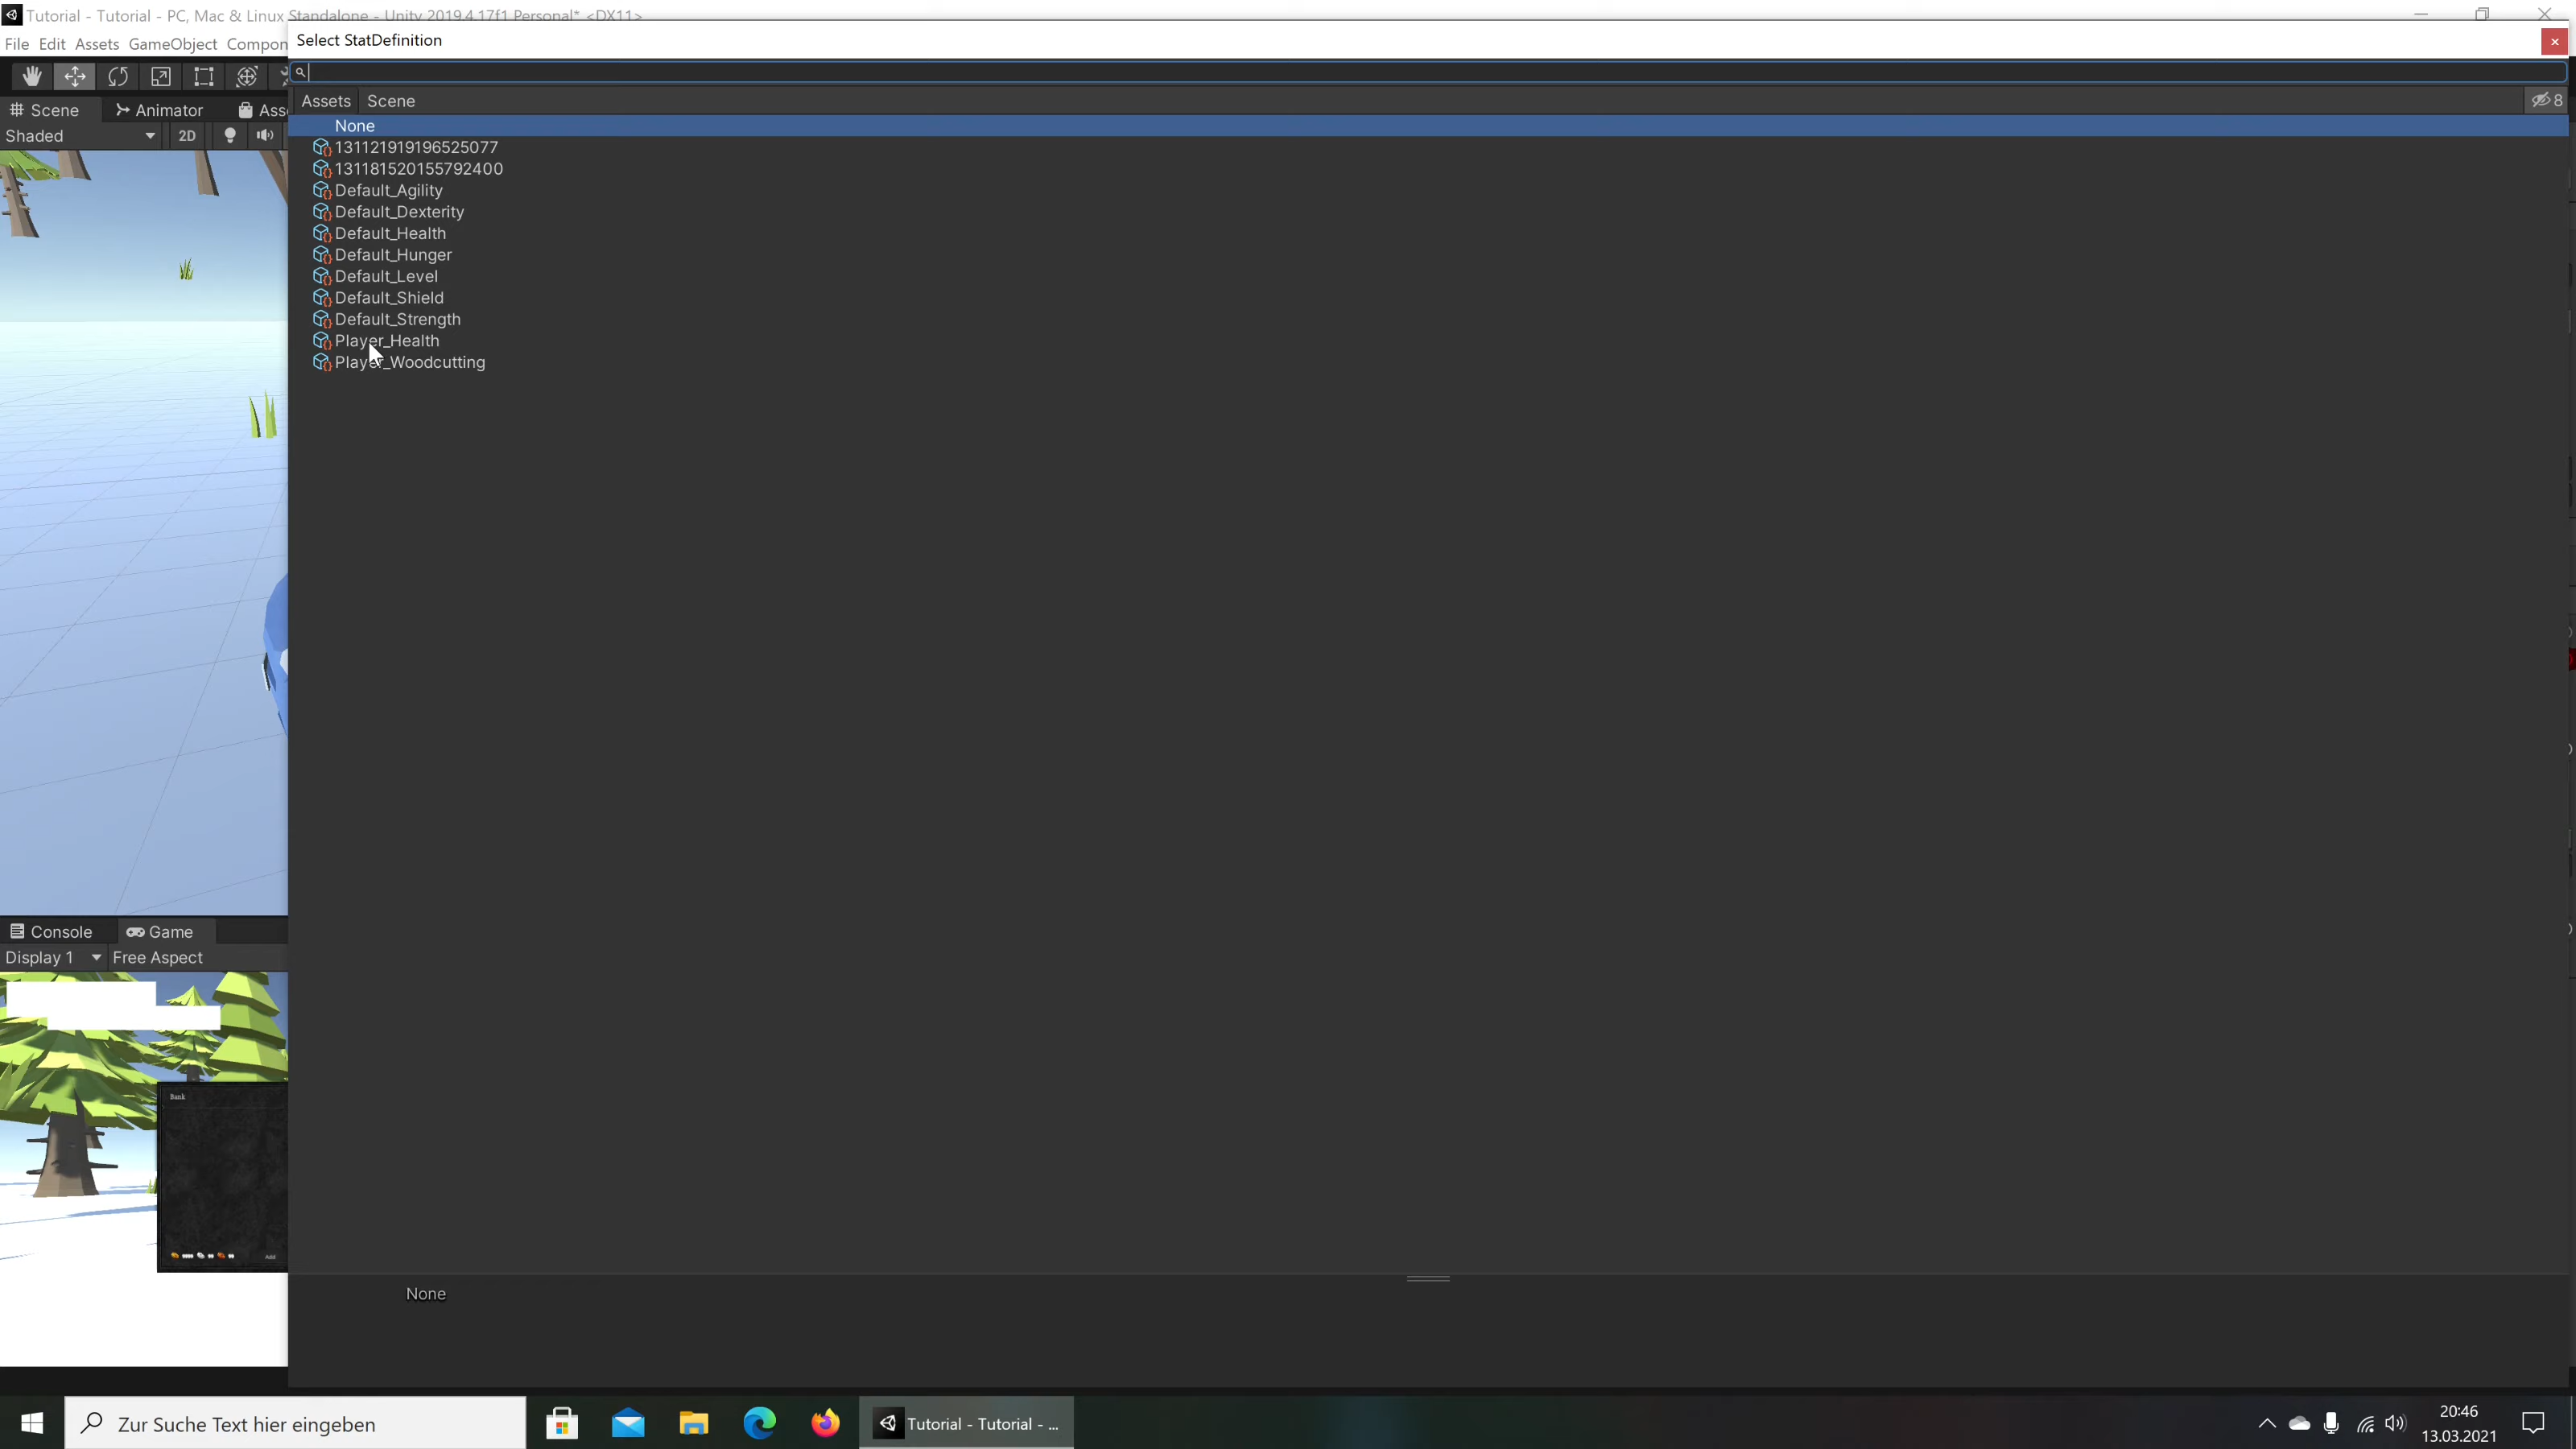 Tutorial - Tutorial - PC, Mac & Linux Standalone - Unity 2019.4.17f1 Personal* <DX11>
File Edit Assets GameObject Compon
Select StatDefinition
Assets Scene
8
Scene Animator Ass
Shaded 2D
None
131121919196525077
131181520155792400
Default_Agility
Default_Dexterity
Default_Health
Default_Hunger
Default_Level
Default_Shield
Default_Strength
Player_Health
Player_Woodcutting
Console Game
Display 1 Free Aspect
Bank
Add
None
Zur Suche Text hier eingeben
Tutorial - Tutorial - ...
20:46
13.03.2021